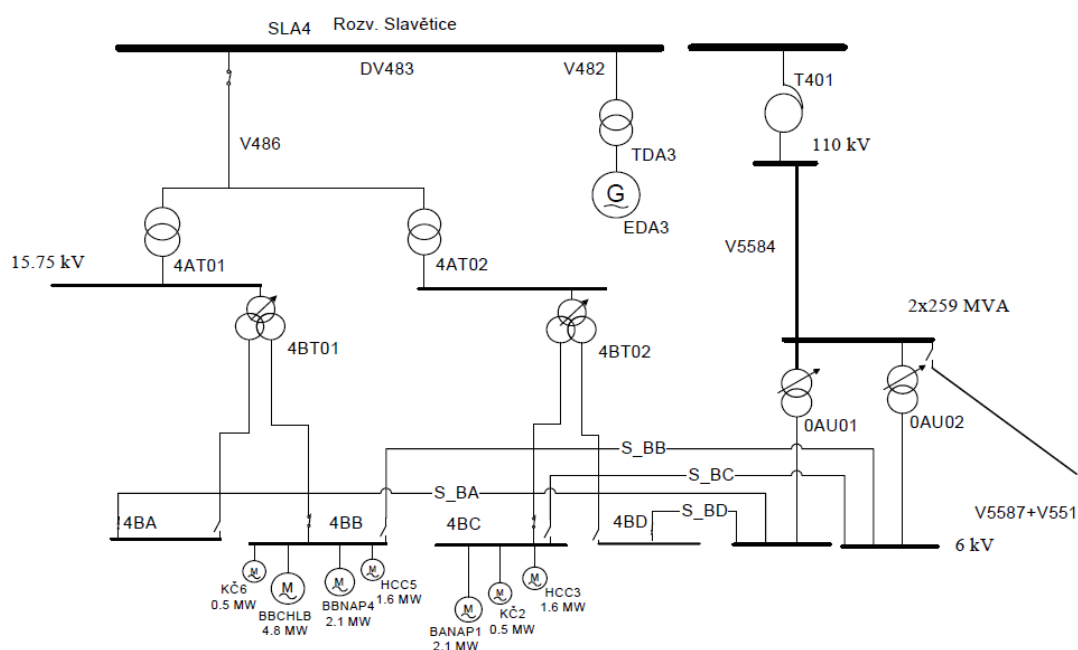 SLA4 Rozv. Slavětice
DV483
V482
T401
V486
TDA3
110 kV
G
EDA3
V5584
15.75 kV
4AT01
4AT02
2x259 MVA
4BT01
4BT02
0AU01
0AU02
S_BB
S_BC
S_BA
S_BD
V5587+V551
4BA
4BB
4BC
4BD
6 kV
M
M
M
M
M
M
M
KČ6
0.5 MW
BBCHLB
4.8 MW
BBNAP4
2.1 MW
HCC5
1.6 MW
BANAP1
2.1 MW
KČ2
0.5 MW
HCC3
1.6 MW